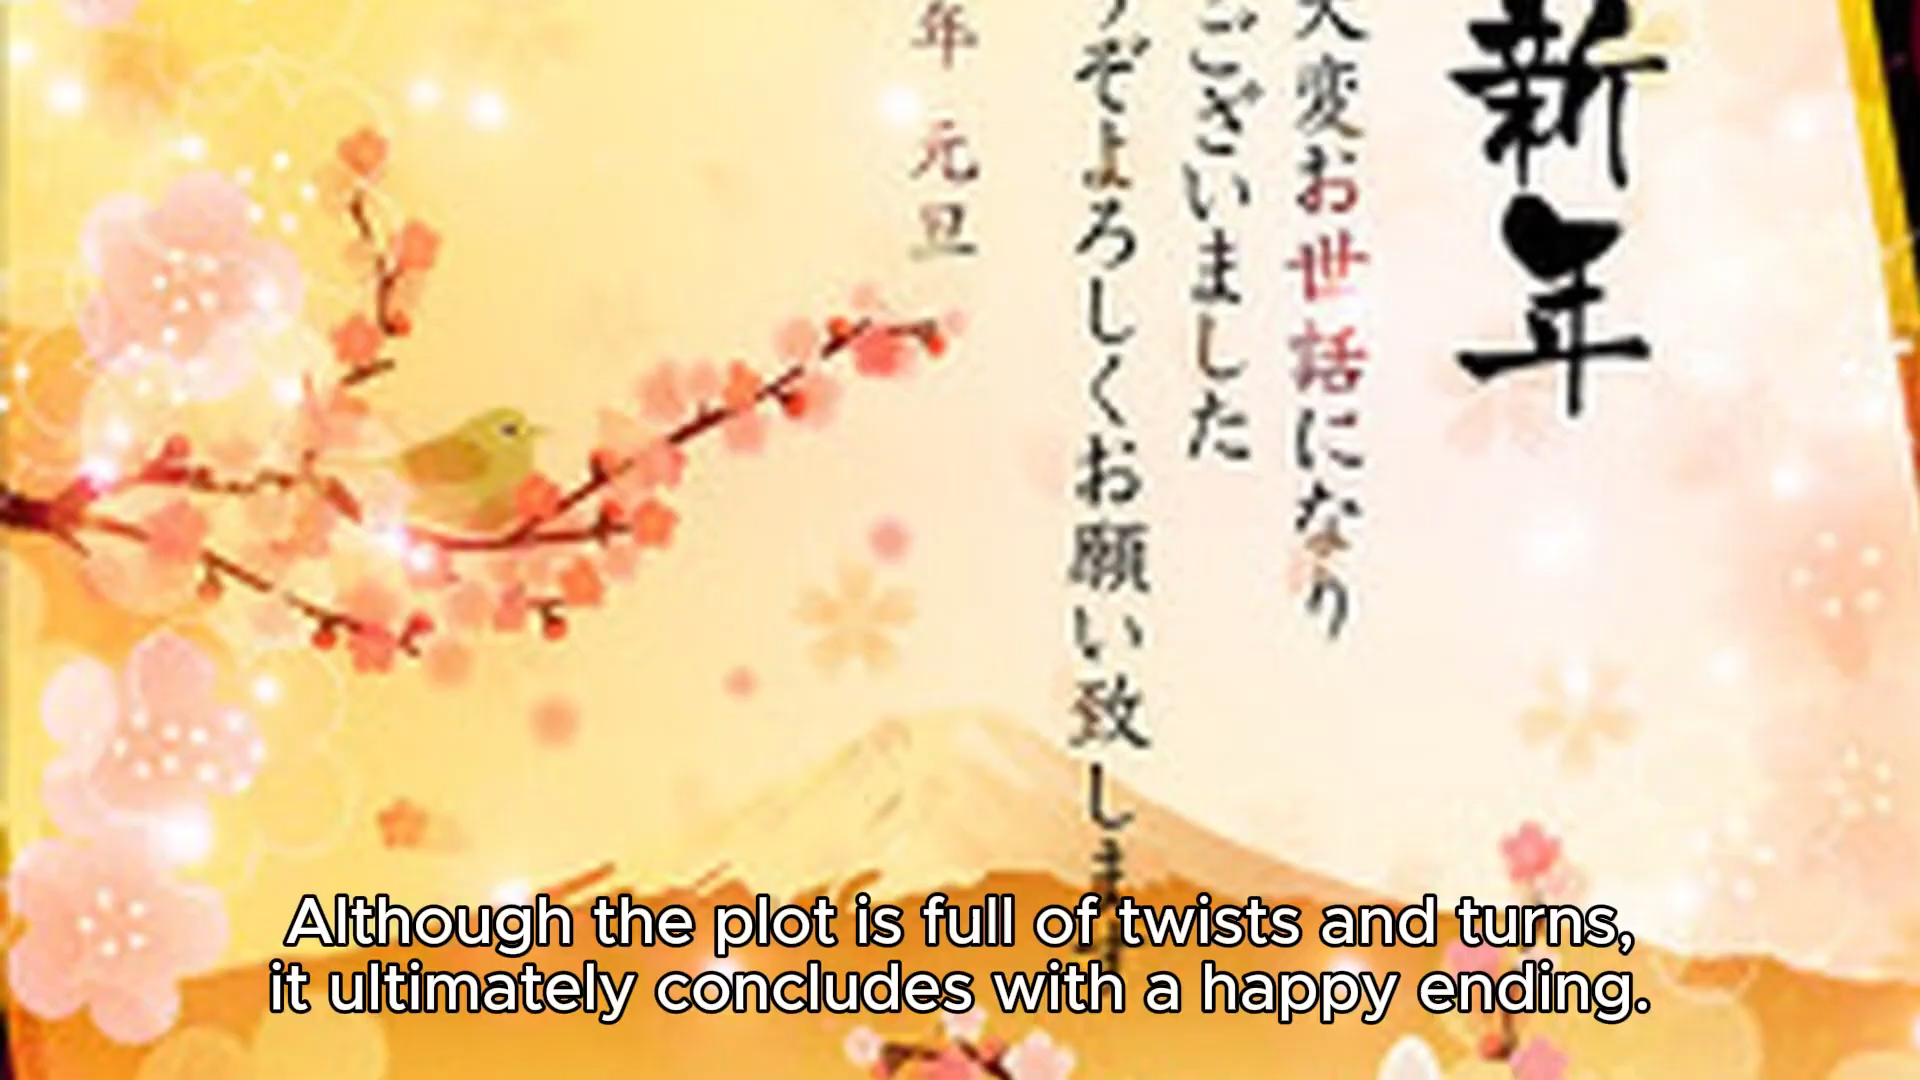 新年
大変お世話になり
ございました
うぞよろしくお願い致します
年 元旦
Although the plot is full of twists and turns,
it ultimately concludes with a happy ending.